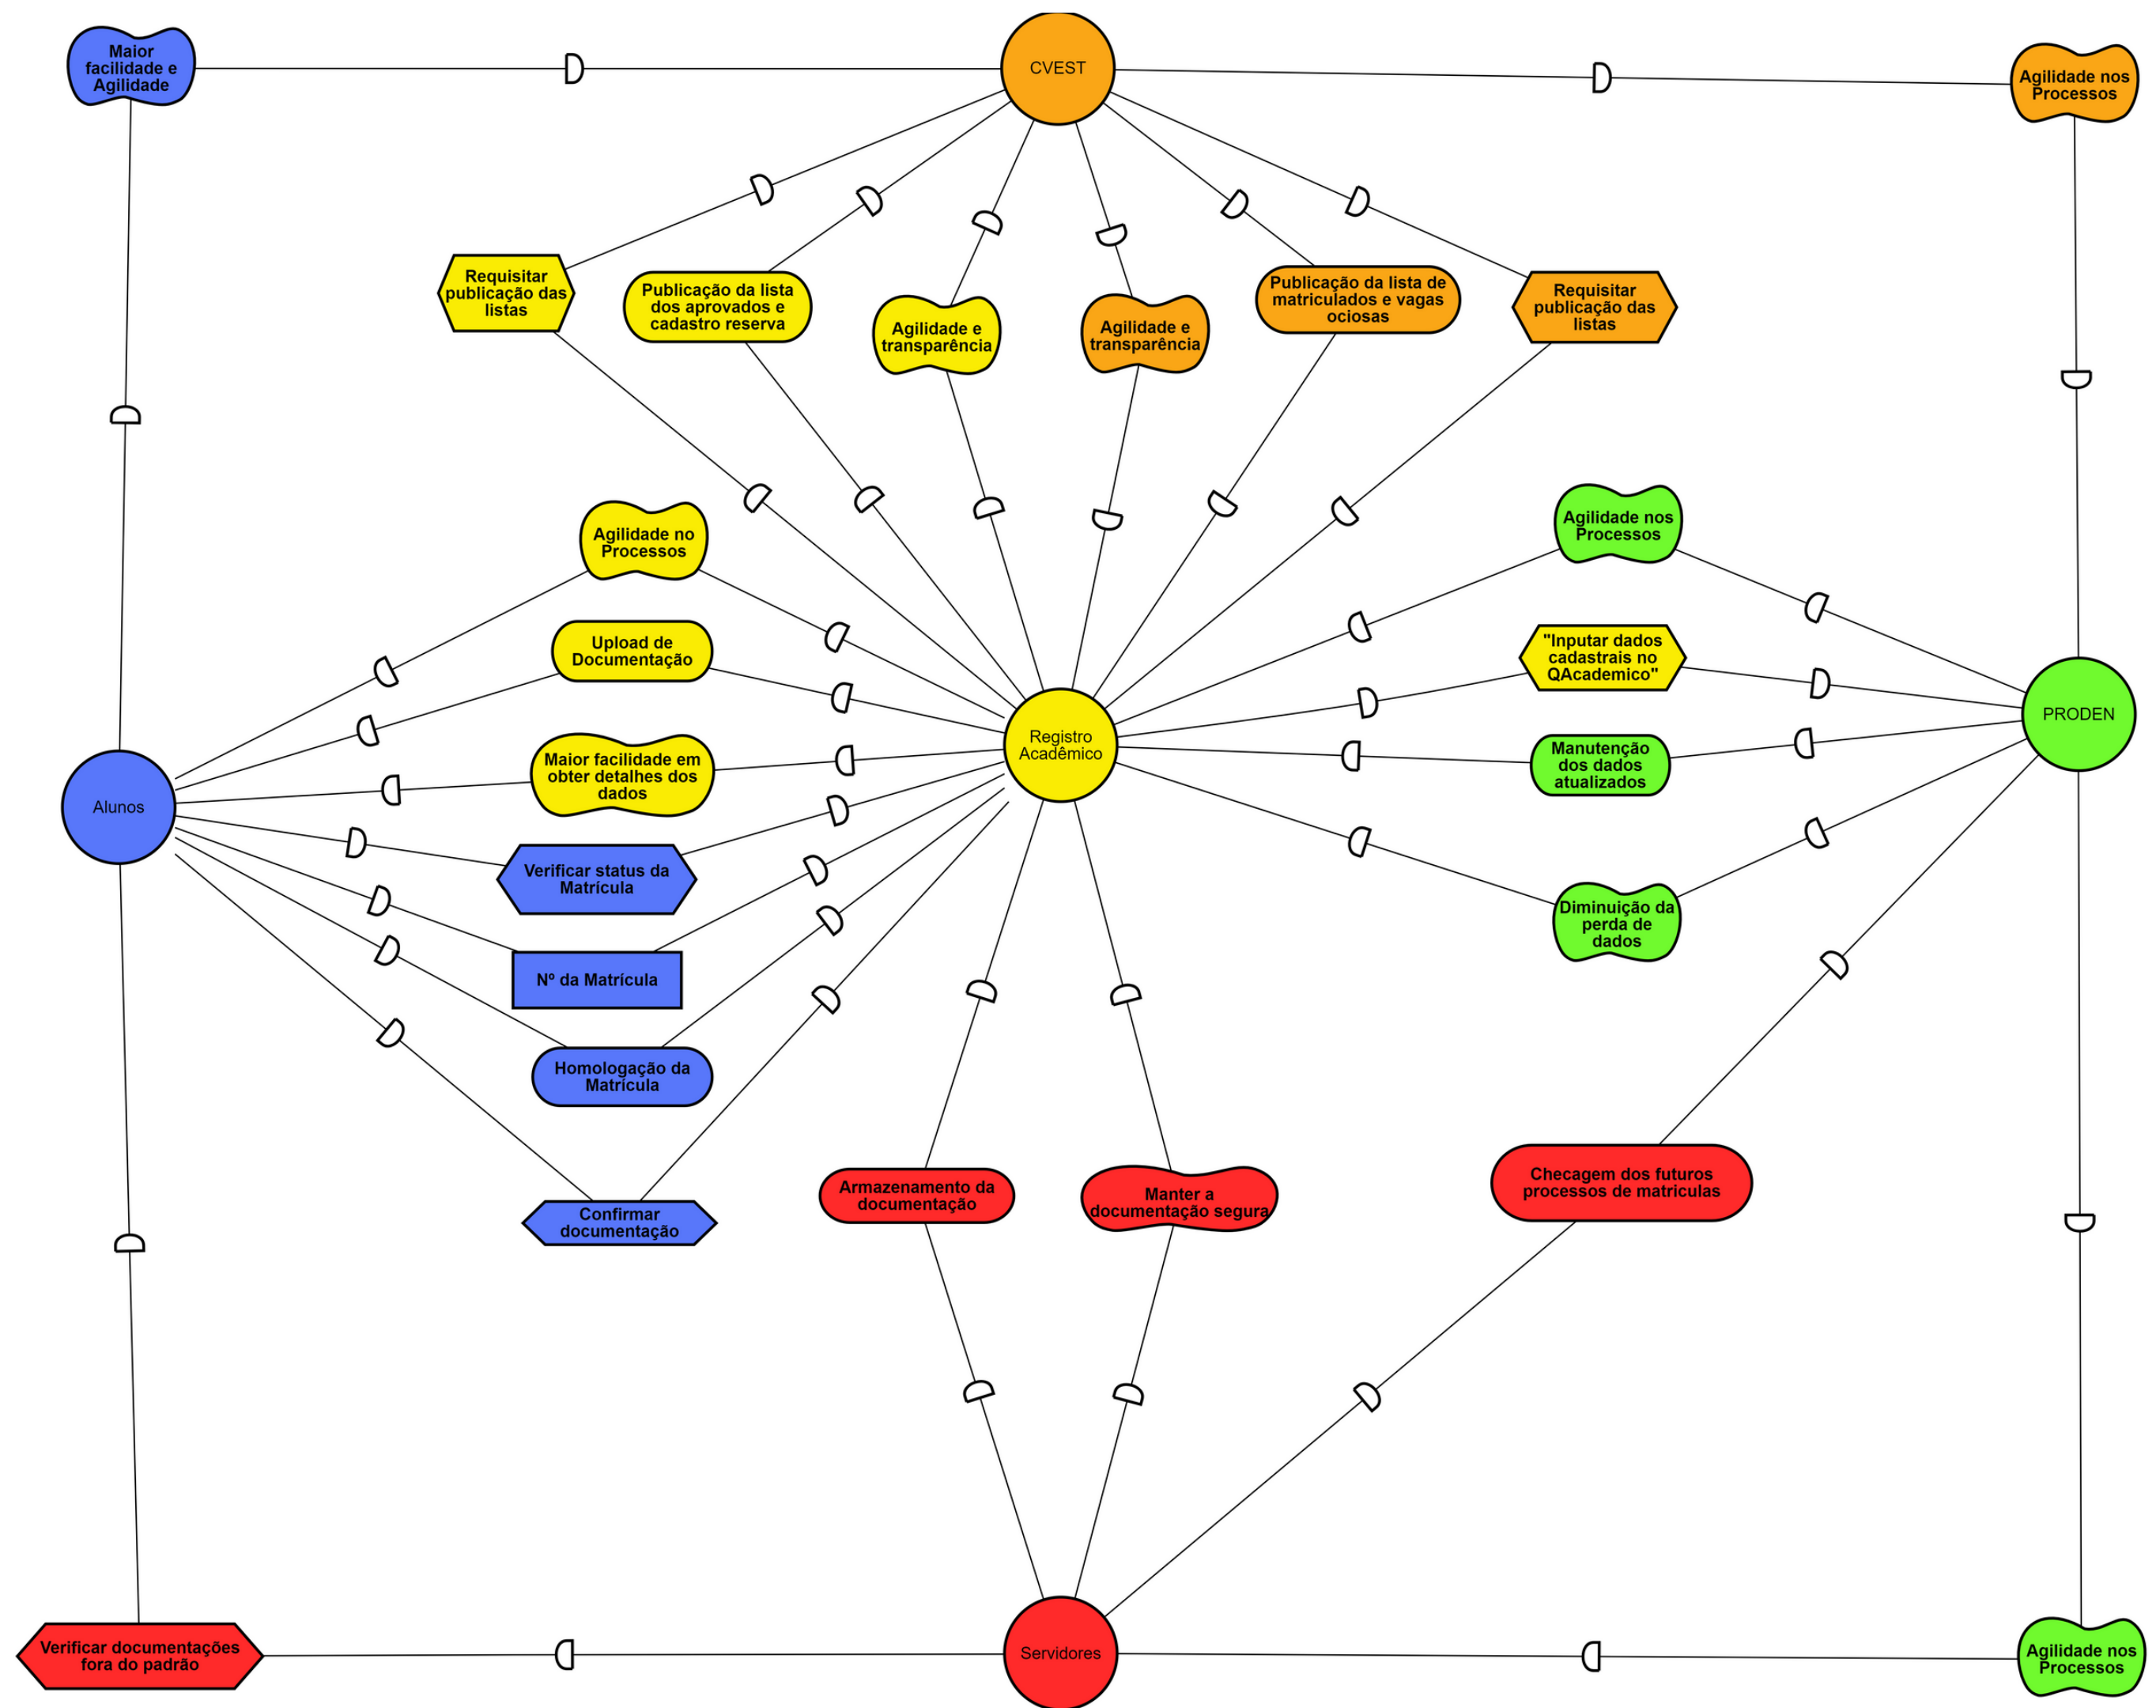 Maior
facilidade e
Agilidade
CVEST
Agilidade nos
Processos
Requisitar
publicação das
listas
Publicação da lista
dos aprovados e
cadastro reserva
Agilidade e
transparência
Agilidade e
transparência
Publicação da lista de
matriculados e vagas
ociosas
Requisitar
publicação das
listas
Agilidade no
Processos
Agilidade nos
Processos
Upload de
Documentação
"Inputar dados
cadastrais no
QAcademico"
Registro
Acadêmico
PRODEN
Maior facilidade em
obter detalhes dos
dados
Manutenção
dos dados
atualizados
Alunos
Verificar status da
Matrícula
Diminuição da
perda de
dados
Nº da Matrícula
Homologação da
Matrícula
Confirmar
documentação
Armazenamento da
documentação
Manter a
documentação segura
Checagem dos futuros
processos de matriculas
Verificar documentações
fora do padrão
Servidores
Agilidade nos
Processos